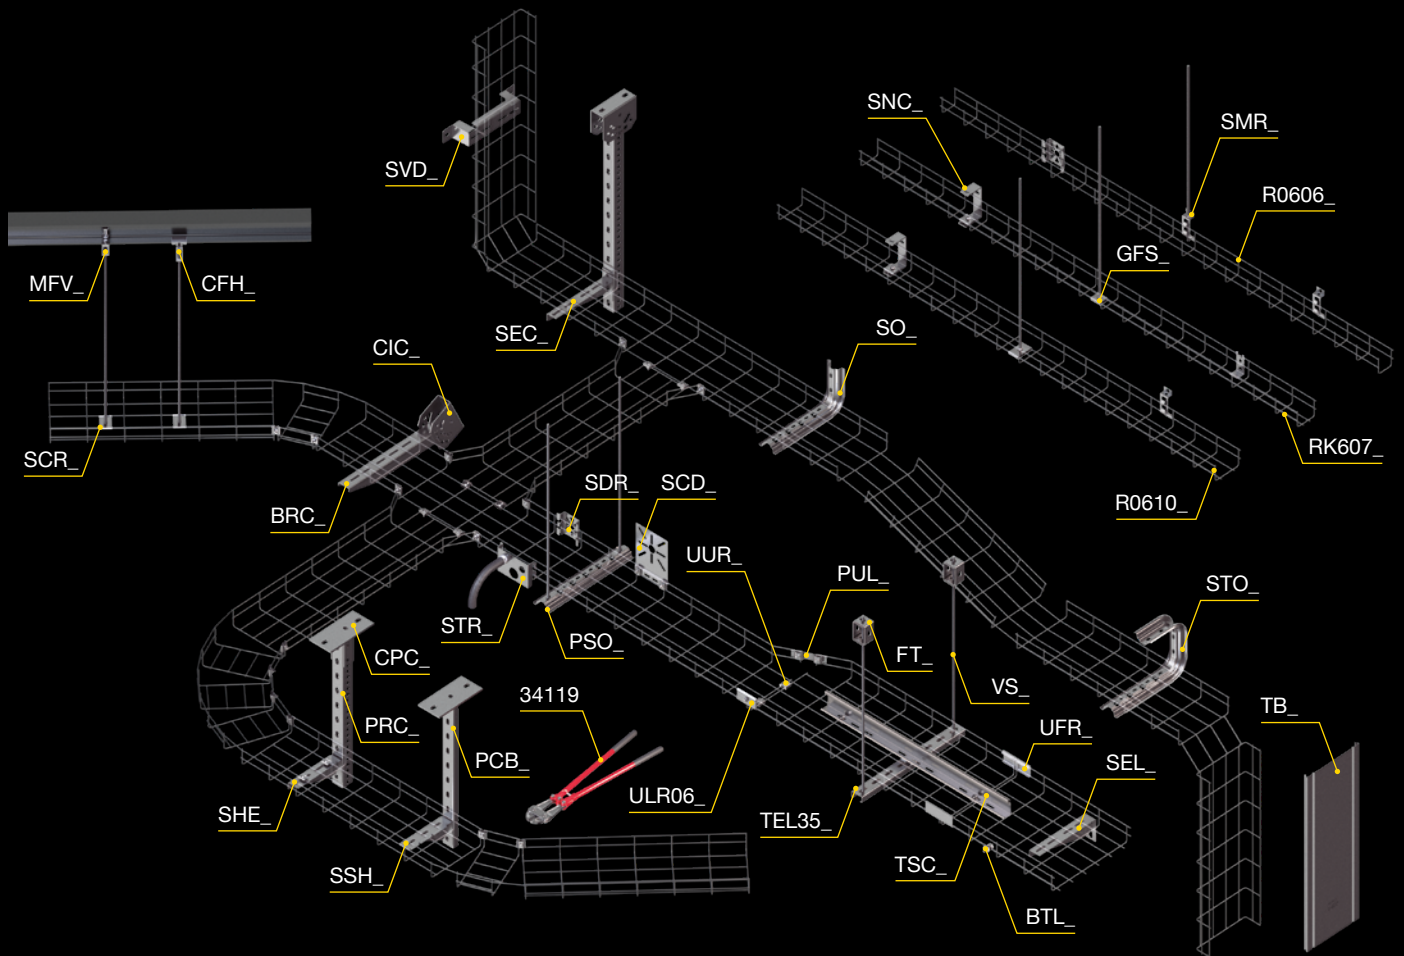 SNC_
SMR_
SVD_
R0606_
GFS_
MFV_
CFH_
SEC_
SO_
CIC_
RK607_
SCR_
SDR_
SCD_
R0610_
BRC_
UUR_
PUL_
STO_
STR_
PSO_
CPC_
FT_
VS_
34119
TB_
PRC_
PCB_
UFR_
SEL_
ULR06_
SHE_
TEL35_
TSC_
SSH_
BTL_